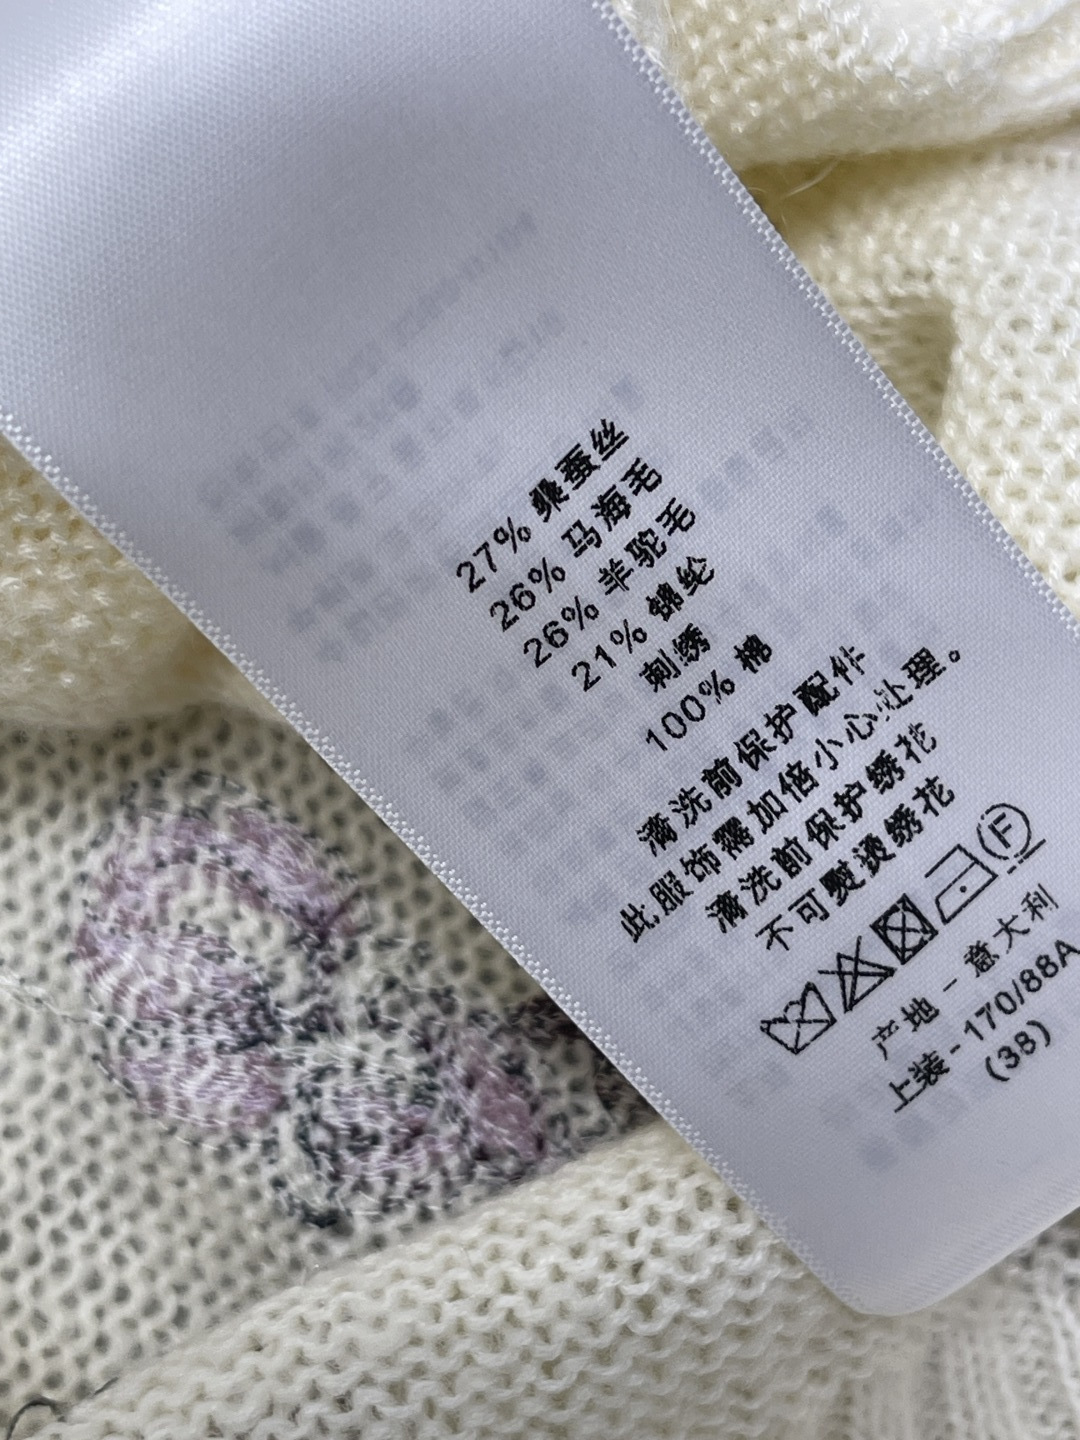 27% 桑蚕丝
26% 马海毛
26% 羊驼毛
21% 锦纶
刺绣
100% 棉
清洗前保护配件
此服饰需加倍小心处理。
清洗前保护绣花
不可熨烫绣花
F
产地 - 意大利
上装 - 170/88A
(38)